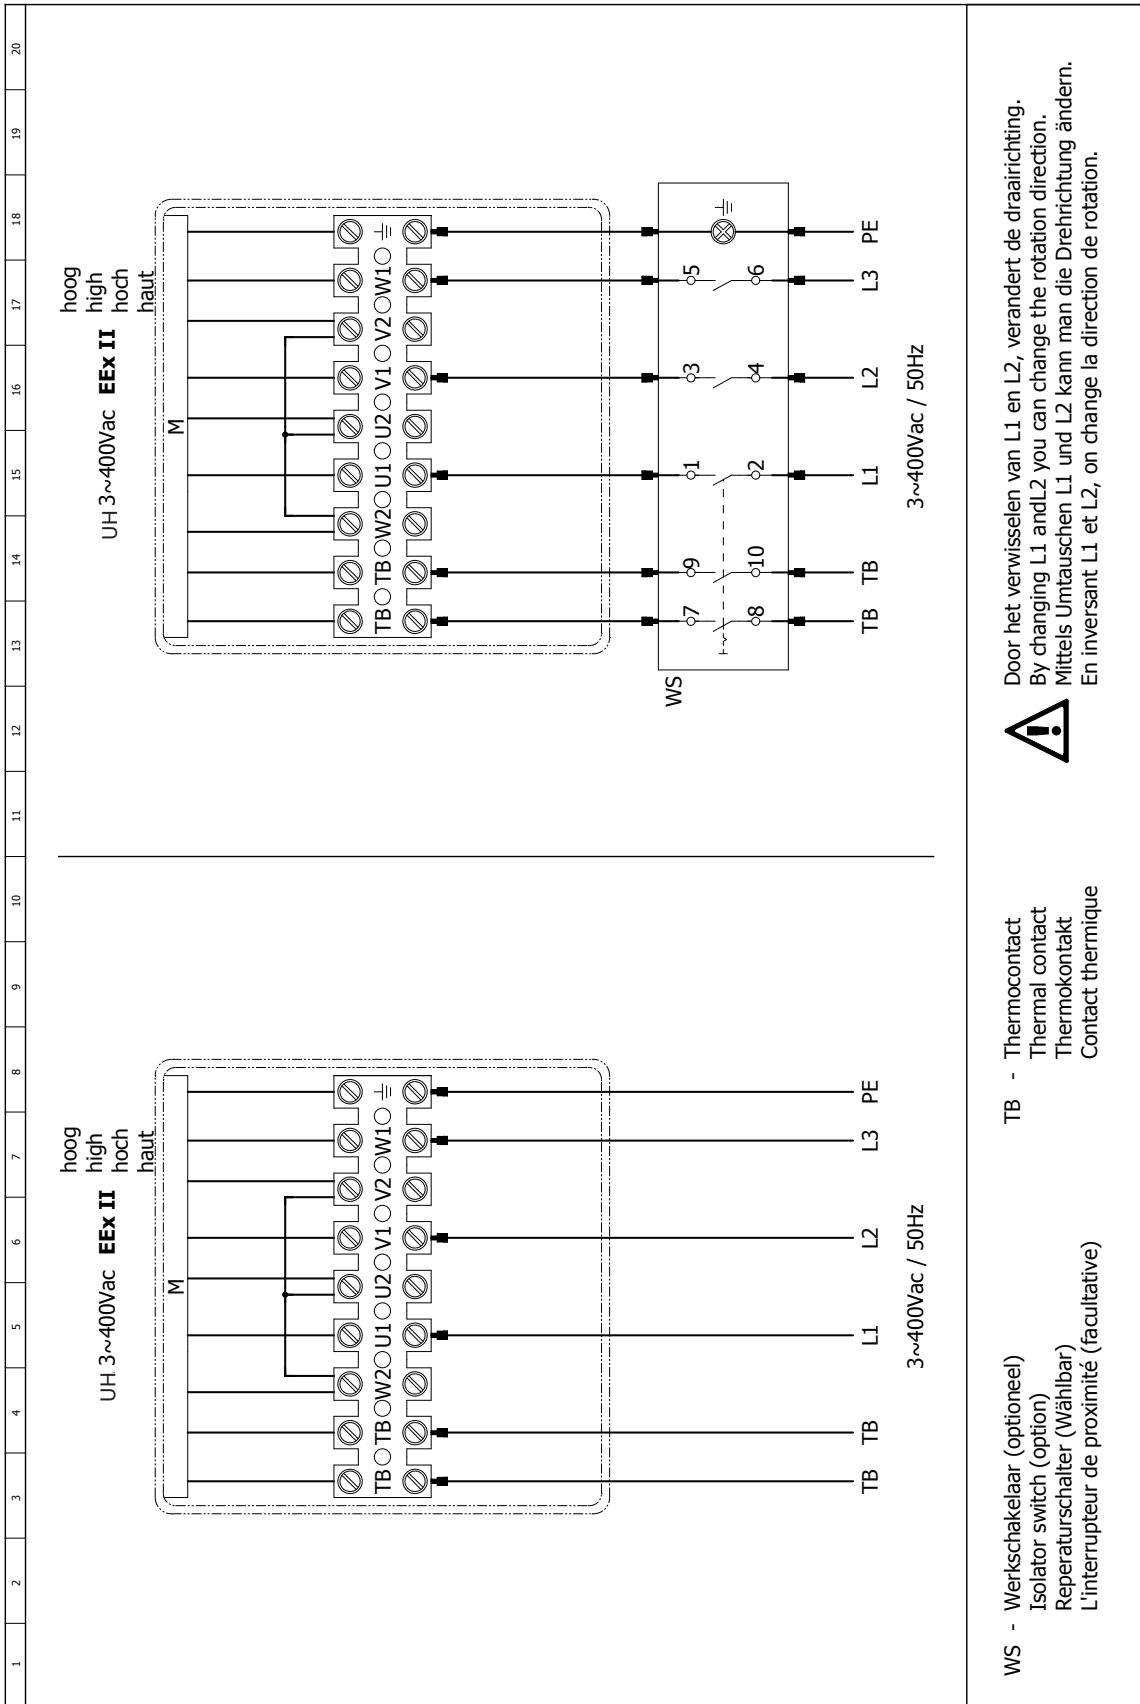 1 2 3 4 5 6 7 8 9 10 11 12 13 14 15 16 17 18 19 20
UH 3~400Vac EEx II
hoog
high
hoch
haut
M
TB TB W2 U1 U2 V1 V2 W1
TB TB L1 L2 L3 PE
3~400Vac / 50Hz
UH 3~400Vac EEx II
hoog
high
hoch
haut
M
TB TB W2 U1 U2 V1 V2 W1
WS
7 9 1 3 5
8 10 2 4 6
TB TB L1 L2 L3 PE
3~400Vac / 50Hz
WS - Werkschakelaar (optioneel)
Isolator switch (option)
Reperaturschalter (Wählbar)
L'interrupteur de proximité (facultative)
TB - Thermocontact
Thermal contact
Thermokontakt
Contact thermique
Door het verwisselen van L1 en L2, verandert de draairichting.
By changing L1 andL2 you can change the rotation direction.
Mittels Umtauschen L1 und L2 kann man die Drehrichtung ändern.
En inversant L1 et L2, on change la direction de rotation.